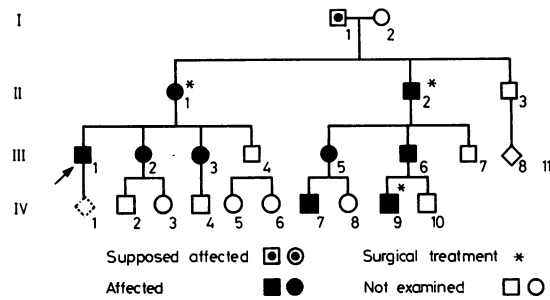 I
1 2
II
1 * 2 * 3
III
1 2 3 4 5 6 7 8 11
IV
1 2 3 4 5 6 7 8 9 * 10
Supposed affected Surgical treatment *
Affected Not examined